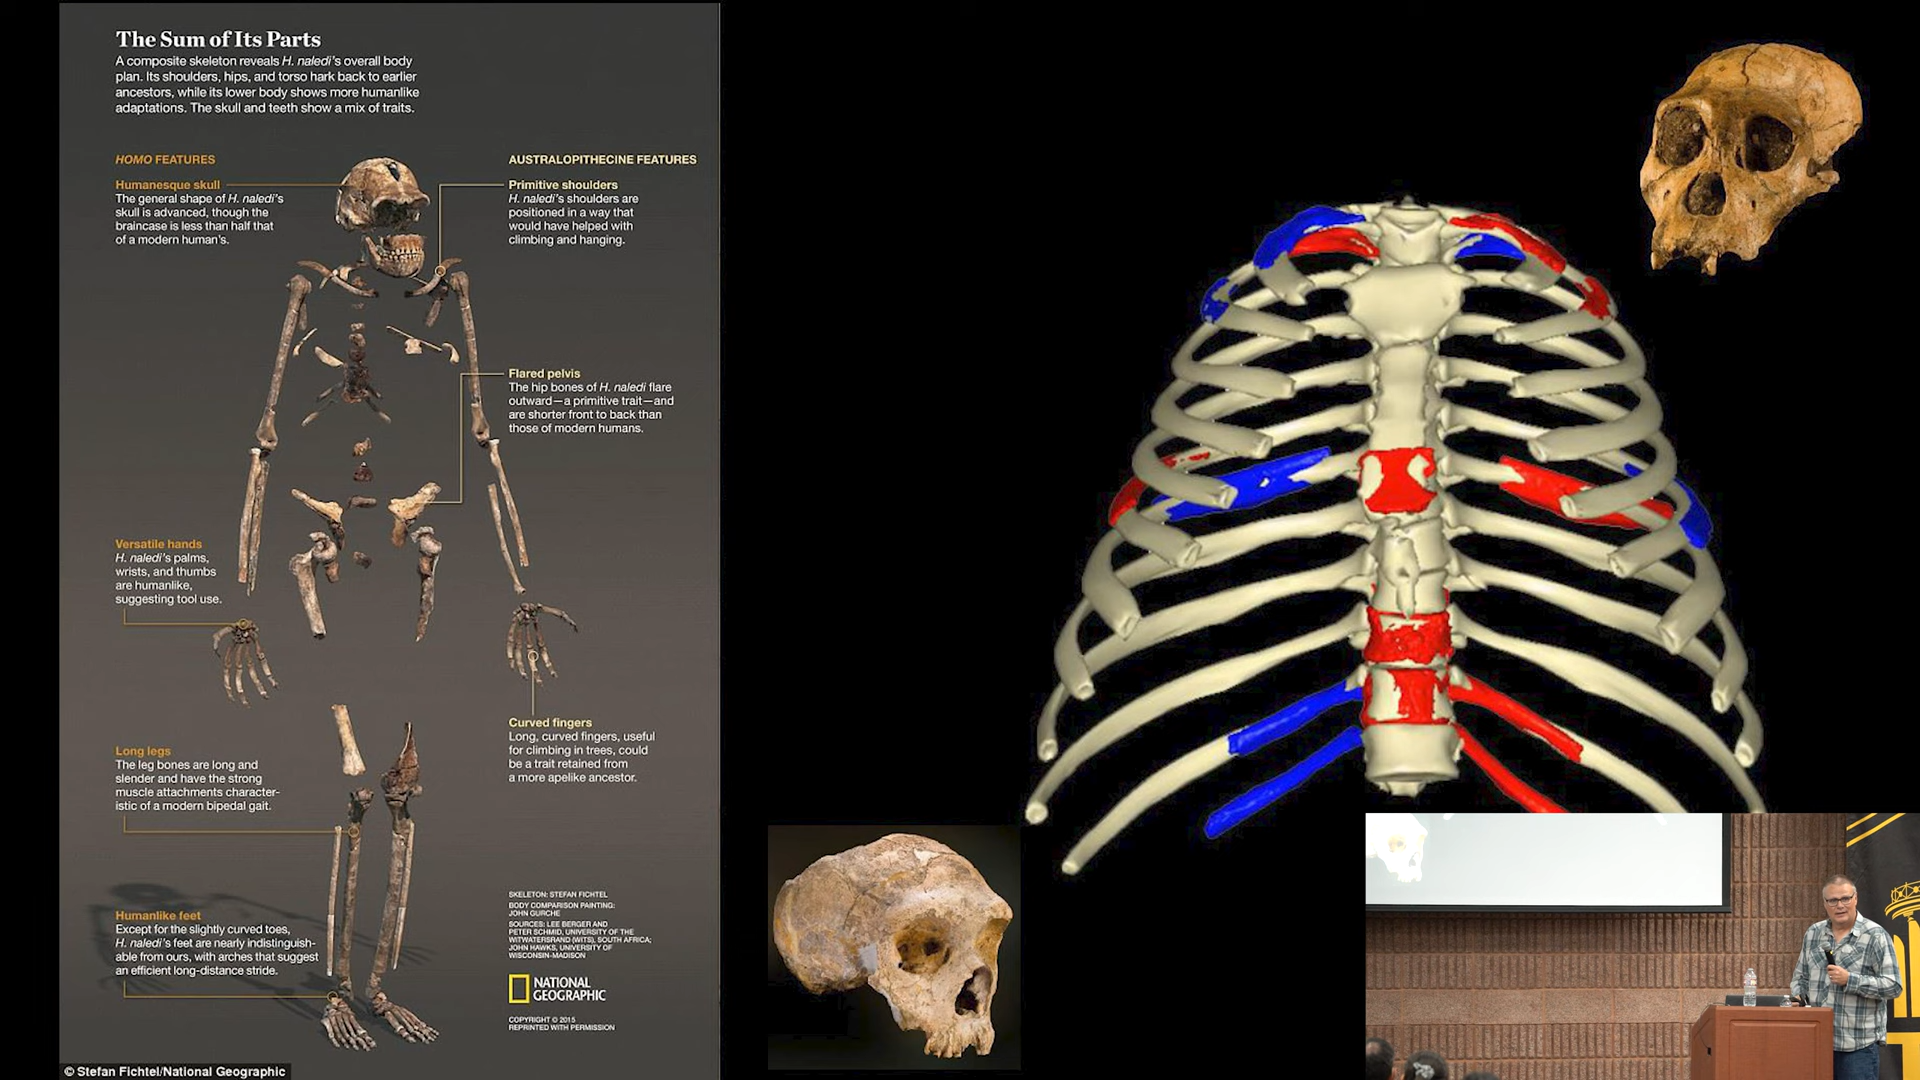 The Sum of Its Parts
A composite skeleton reveals H. naledi's overall body
plan. Its shoulders, hips, and torso hark back to earlier
ancestors, while its lower body shows more humanlike
adaptations. The skull and teeth show a mix of traits.
HOMO FEATURES
Humanesque skull
The general shape of H. naledi's
skull is advanced, though the
braincase is less than half that
of a modern human's.
AUSTRALOPITHECINE FEATURES
Primitive shoulders
H. naledi's shoulders are
positioned in a way that
would have helped with
climbing and hanging.
Flared pelvis
The hip bones of H. naledi flare
outward—a primitive trait—and
are shorter front to back than
those of modern humans.
Versatile hands
H. naledi's palms,
wrists, and thumbs
are humanlike,
suggesting tool use.
Curved fingers
Long, curved fingers, useful
for climbing in trees, could
be a trait retained from
a more apelike ancestor.
Long legs
The leg bones are long and
slender and have the strong
muscle attachments character-
istic of a modern bipedal gait.
Humanlike feet
Except for the slightly curved toes,
H. naledi's feet are nearly indistinguish-
able from ours, with arches that suggest
an efficient long-distance stride.
SKELETON: STEFAN FICHTEL
BODY COMPARISON PAINTING:
JOHN GURCHE
SOURCES: LEE BERGER AND
PETER SCHMID, UNIVERSITY OF THE
WITWATERSRAND (WITS), SOUTH AFRICA;
JOHN HAWKS, UNIVERSITY OF
WISCONSIN-MADISON
NATIONAL
GEOGRAPHIC
COPYRIGHT © 2015
REPRINTED WITH PERMISSION
© Stefan Fichtel/National Geographic